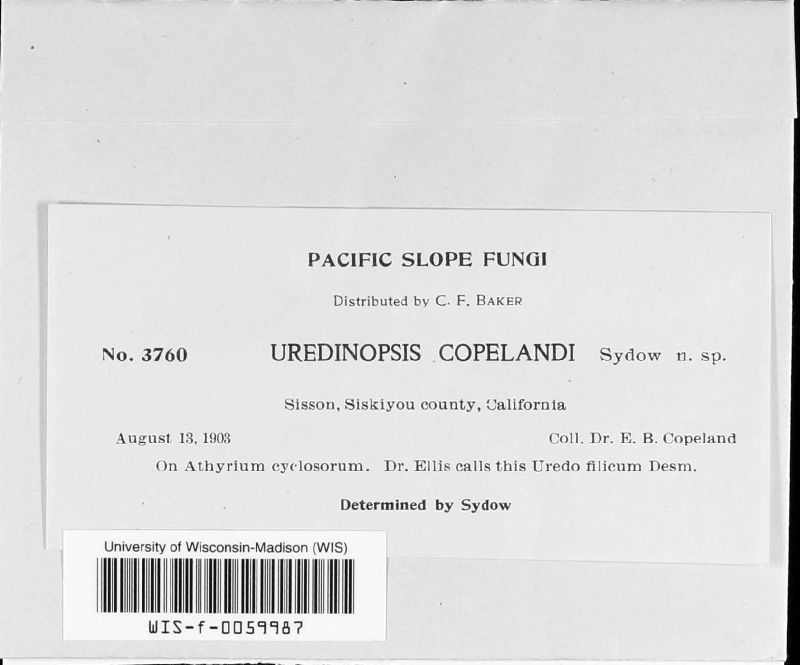 PACIFIC SLOPE FUNGI
Distributed by C. F. BAKER
No. 3760 UREDINOPSIS COPELANDI Sydow n. sp.
Sisson, Siskiyou county, California
August 13, 1903 Coll. Dr. E. B. Copeland
On Athyrium cyclosorum. Dr. Ellis calls this Uredo filicum Desm.
Determined by Sydow
University of Wisconsin-Madison (WIS)
WIS-f-0059987